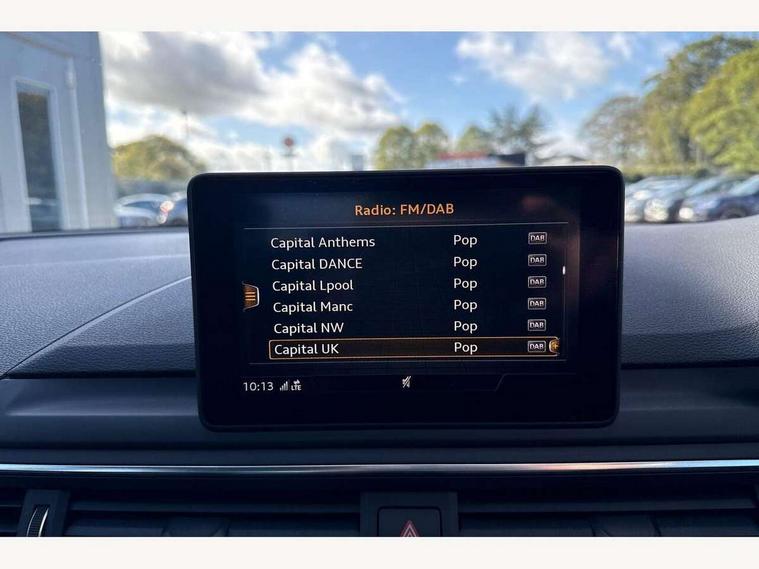 Radio: FM/DAB
Capital Anthems Pop DAB
Capital DANCE Pop DAB
Capital Lpool Pop DAB
Capital Manc Pop DAB
Capital NW Pop DAB
Capital UK Pop DAB
10:13 LTE